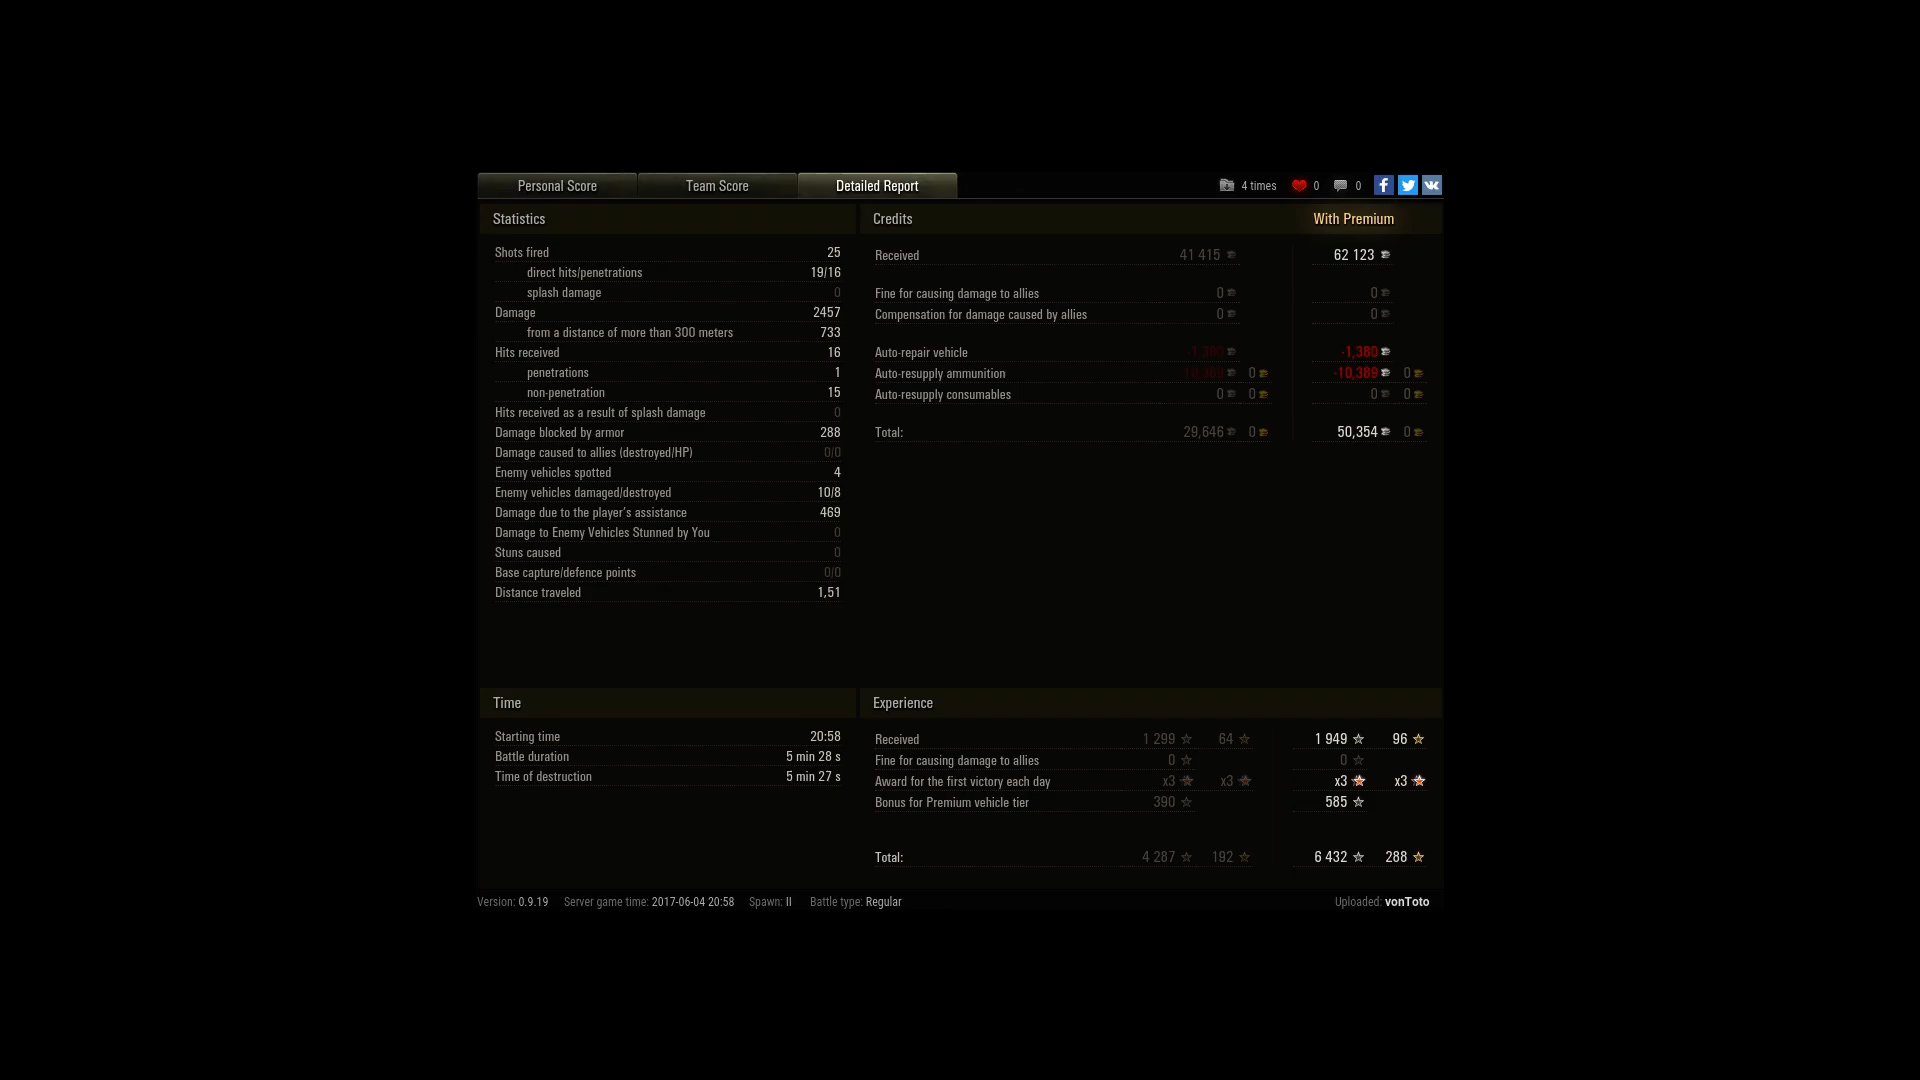 Personal Score Team Score Detailed Report 4 times 0 0
Statistics
Shots fired 25
direct hits/penetrations 19/16
splash damage 0
Damage 2457
from a distance of more than 300 meters 733
Hits received 16
penetrations 1
non-penetration 15
Hits received as a result of splash damage 0
Damage blocked by armor 288
Damage caused to allies (destroyed/HP) 0/0
Enemy vehicles spotted 4
Enemy vehicles damaged/destroyed 10/8
Damage due to the player's assistance 469
Damage to Enemy Vehicles Stunned by You 0
Stuns caused 0
Base capture/defence points 0/0
Distance traveled 1,51
Credits With Premium
Received 41 415 62 123
Fine for causing damage to allies 0 0
Compensation for damage caused by allies 0 0
Auto-repair vehicle -1,380 -1,380
Auto-resupply ammunition -10,389 0 -10,389 0
Auto-resupply consumables 0 0 0 0
Total: 29,646 0 50,354 0
Time
Starting time 20:58
Battle duration 5 min 28 s
Time of destruction 5 min 27 s
Experience
Received 1 299 64 1 949 96
Fine for causing damage to allies 0 0
Award for the first victory each day x3 x3 x3 x3
Bonus for Premium vehicle tier 390 585
Total: 4 287 192 6 432 288
Version: 0.9.19 Server game time: 2017-06-04 20:58 Spawn: II Battle type: Regular Uploaded: vonToto